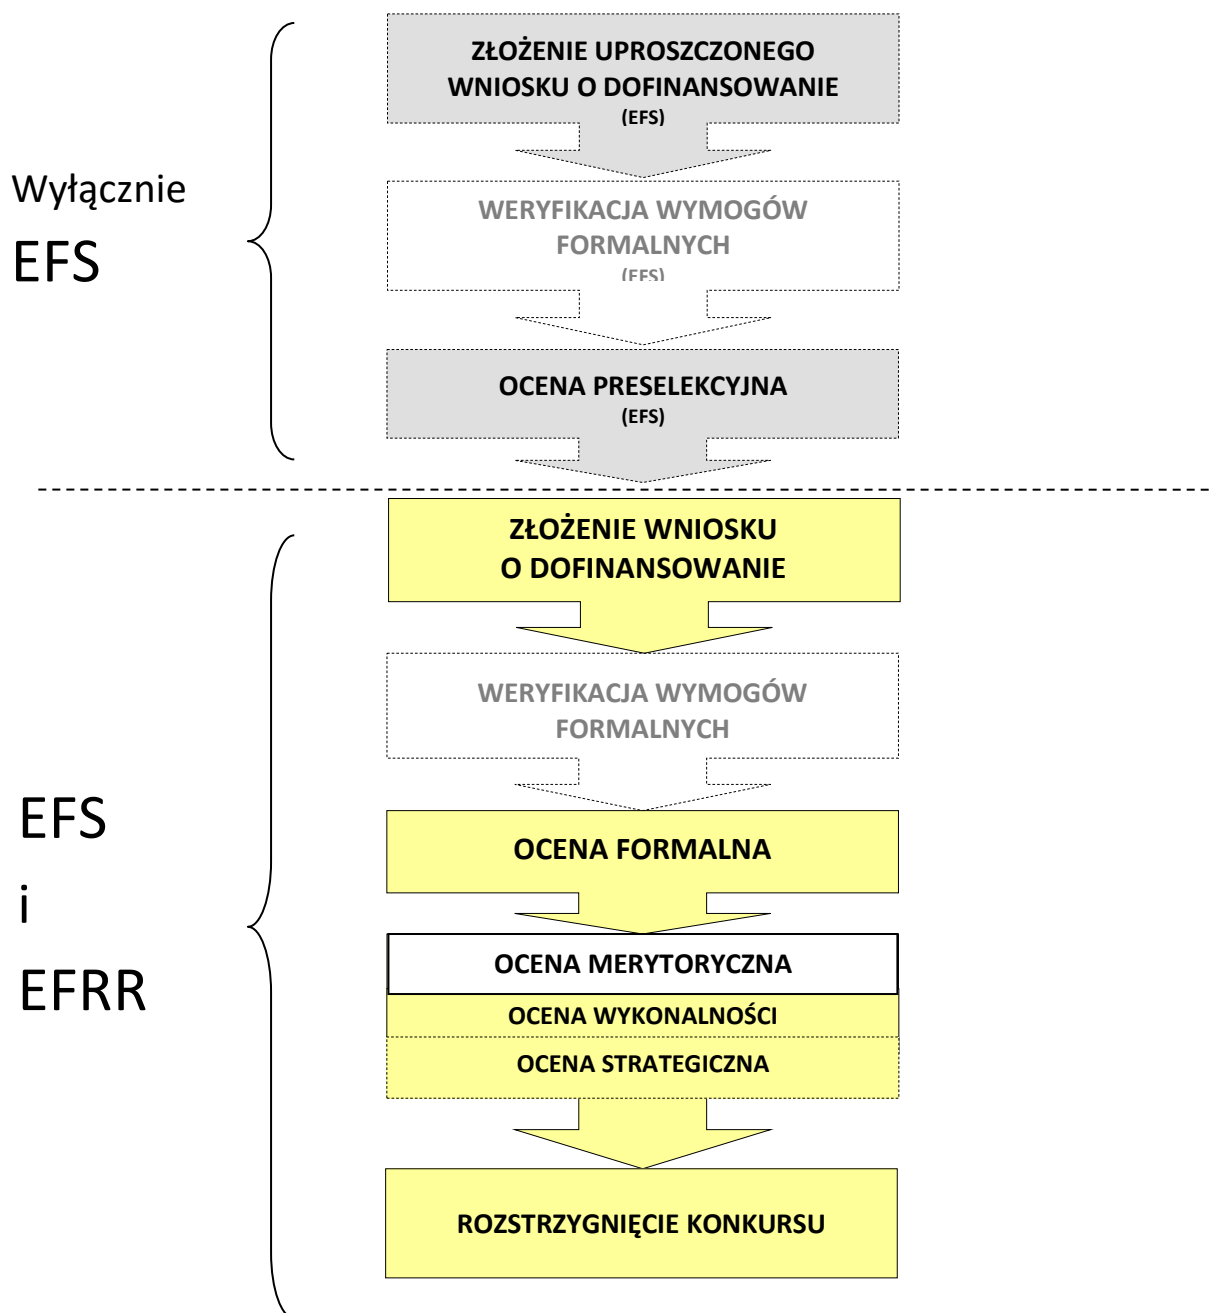 ZŁOŻENIE UPROSZCZONEGO
WNIOSKU O DOFINANSOWANIE
(EFS)
Wyłącznie
EFS
WERYFIKACJA WYMOGÓW
FORMALNYCH
(EFS)
OCENA PRESELEKCYJNA
(EFS)
ZŁOŻENIE WNIOSKU
O DOFINANSOWANIE
WERYFIKACJA WYMOGÓW
FORMALNYCH
EFS
i
EFRR
OCENA FORMALNA
OCENA MERYTORYCZNA
OCENA WYKONALNOŚCI
OCENA STRATEGICZNA
ROZSTRZYGNIĘCIE KONKURSU